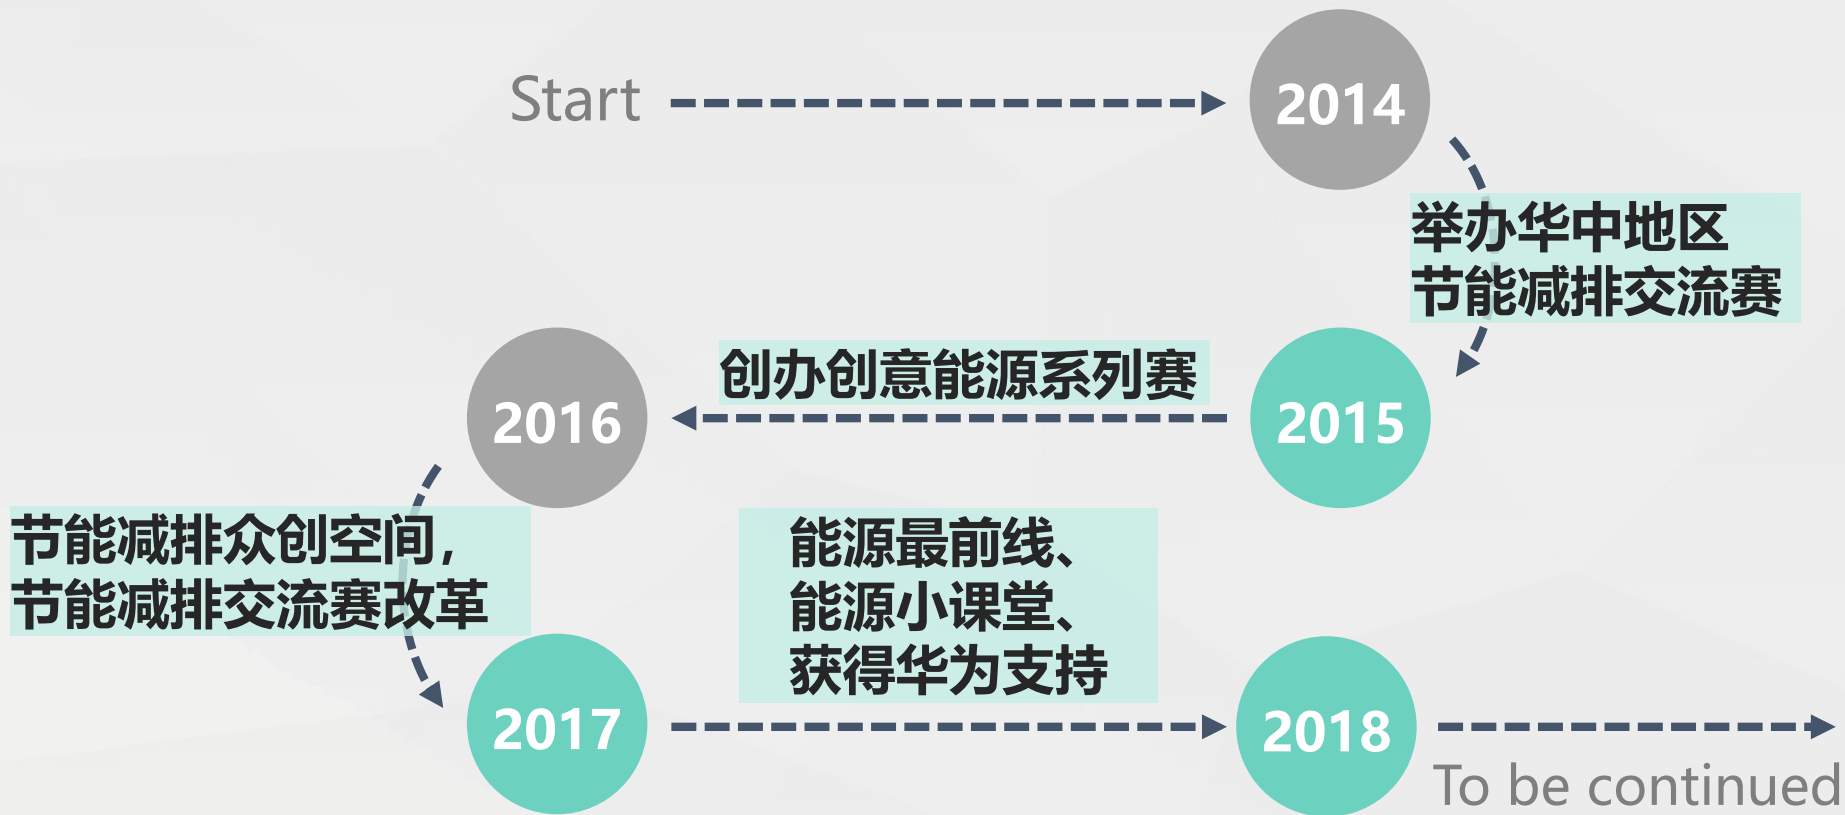 Start
2014
举办华中地区
节能减排交流赛
2015
创办创意能源系列赛
2016
节能减排众创空间，
节能减排交流赛改革
2017
能源最前线、
能源小课堂、
获得华为支持
2018
To be continued